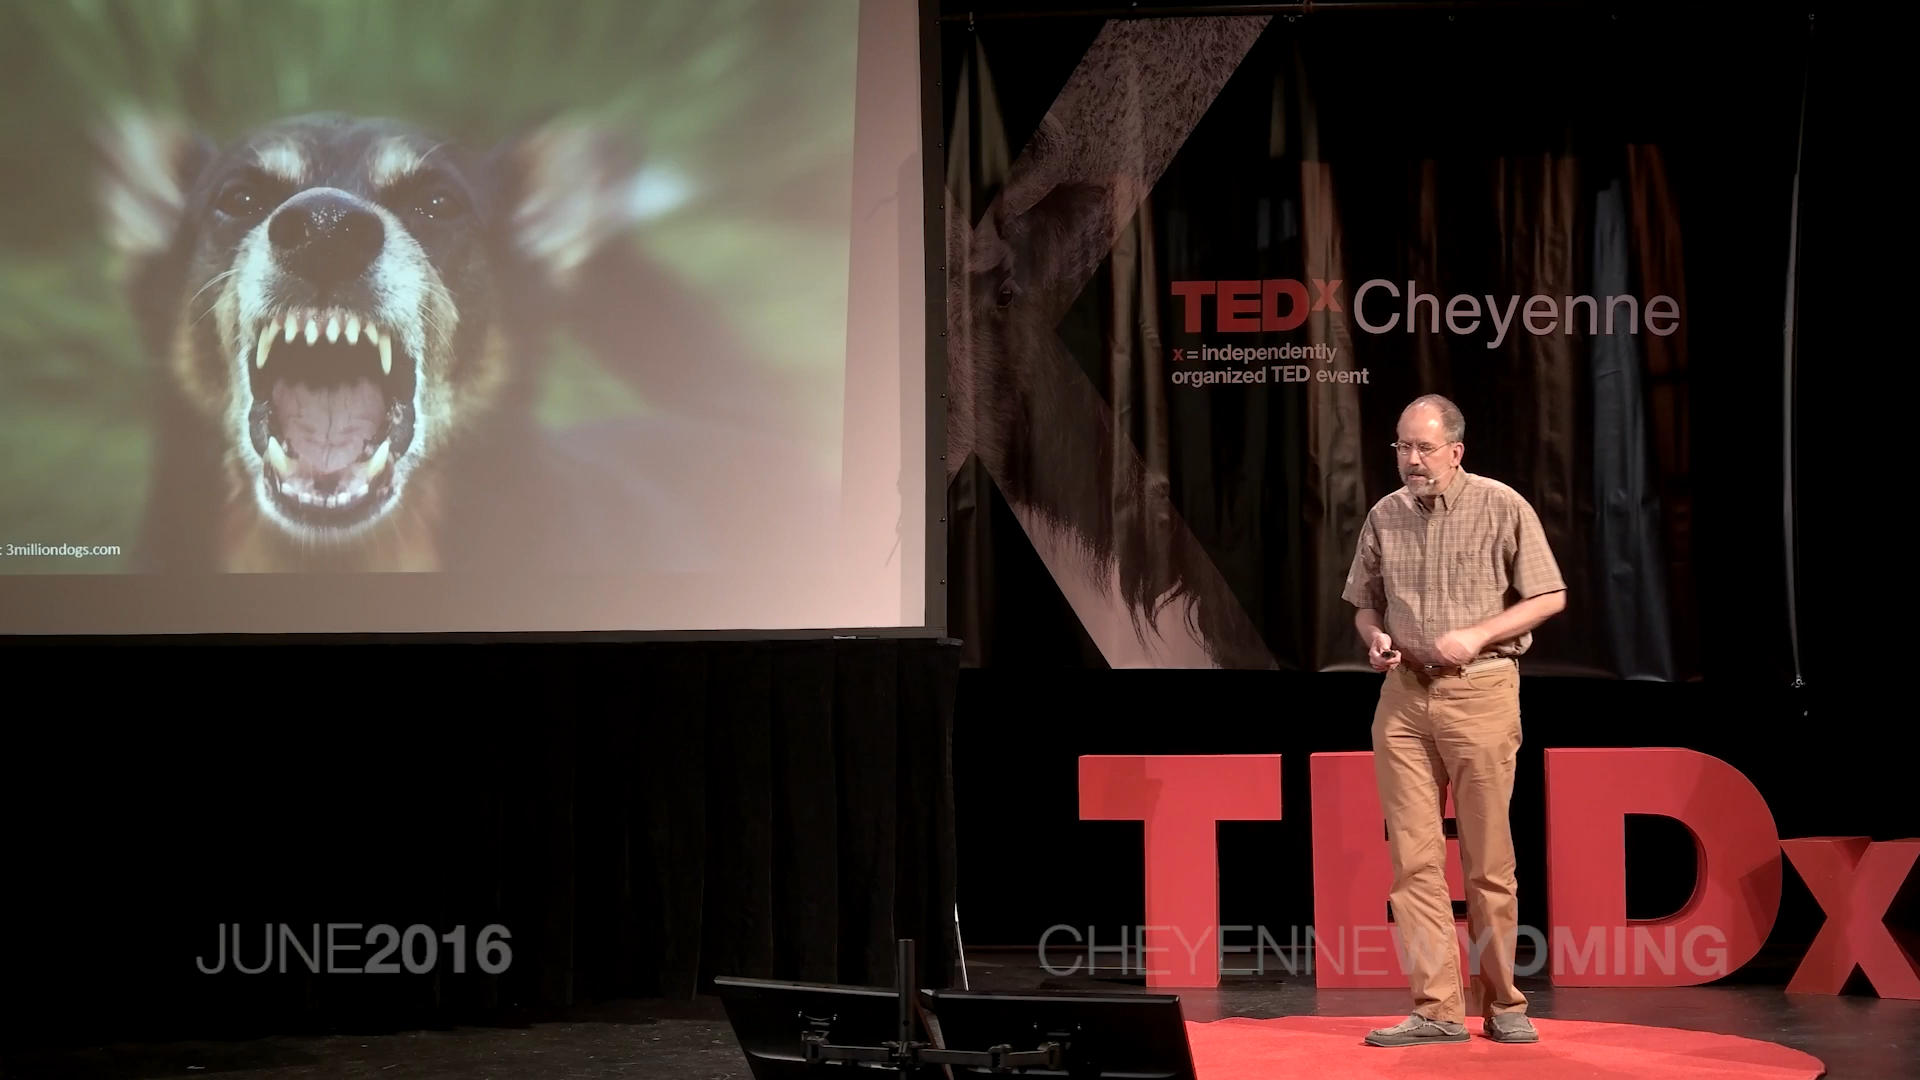 : 3milliondogs.com
TEDx Cheyenne
x = independently
organized TED event
TEDx
JUNE2016
CHEYENNEWYOMING